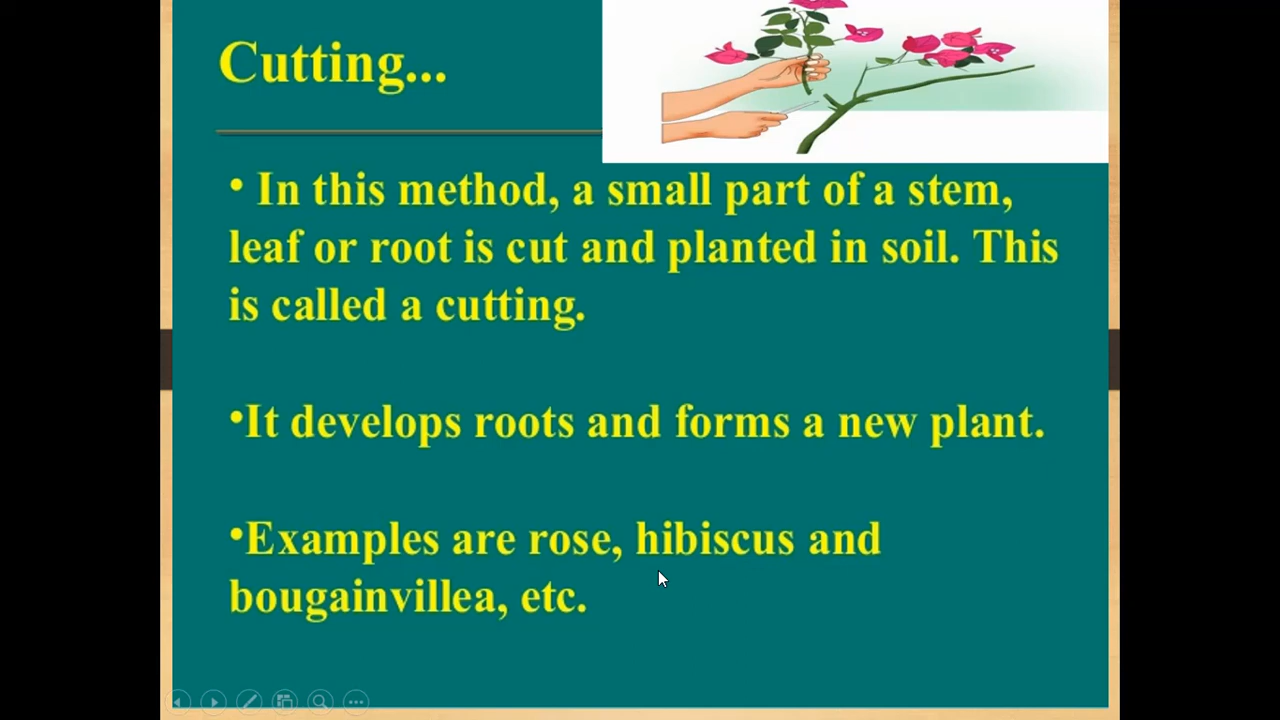 Cutting...
• In this method, a small part of a stem,
leaf or root is cut and planted in soil. This
is called a cutting.
•It develops roots and forms a new plant.
•Examples are rose, hibiscus and
bougainvillea, etc.